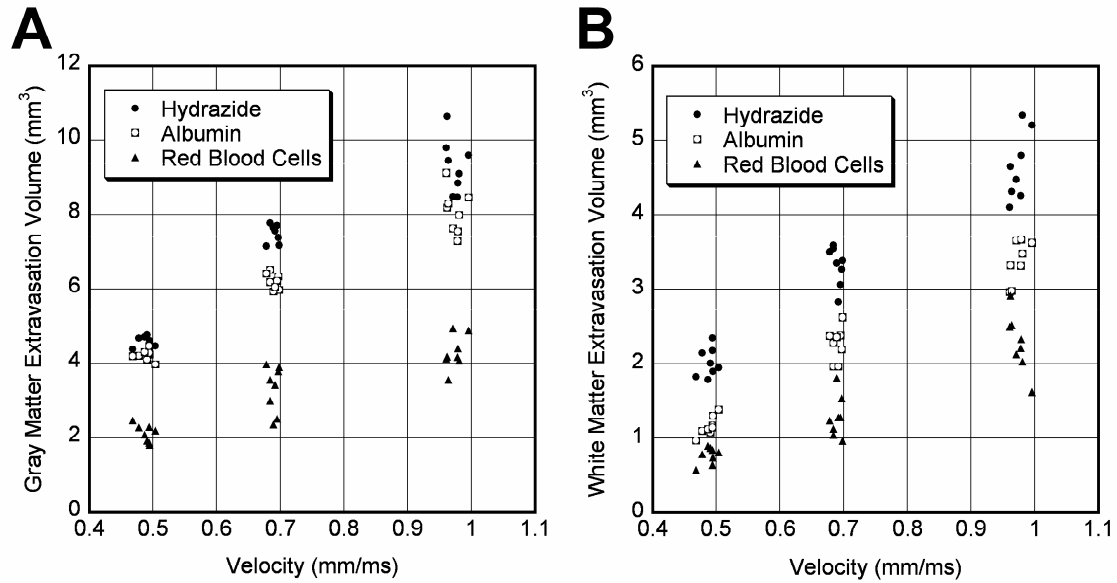 A
Gray Matter Extravasation Volume (mm³)
12
10
8
6
4
2
0
Hydrazide
Albumin
Red Blood Cells
0.4 0.5 0.6 0.7 0.8 0.9 1 1.1
Velocity (mm/ms)
B
White Matter Extravasation Volume (mm³)
6
5
4
3
2
1
0
Hydrazide
Albumin
Red Blood Cells
0.4 0.5 0.6 0.7 0.8 0.9 1 1.1
Velocity (mm/ms)